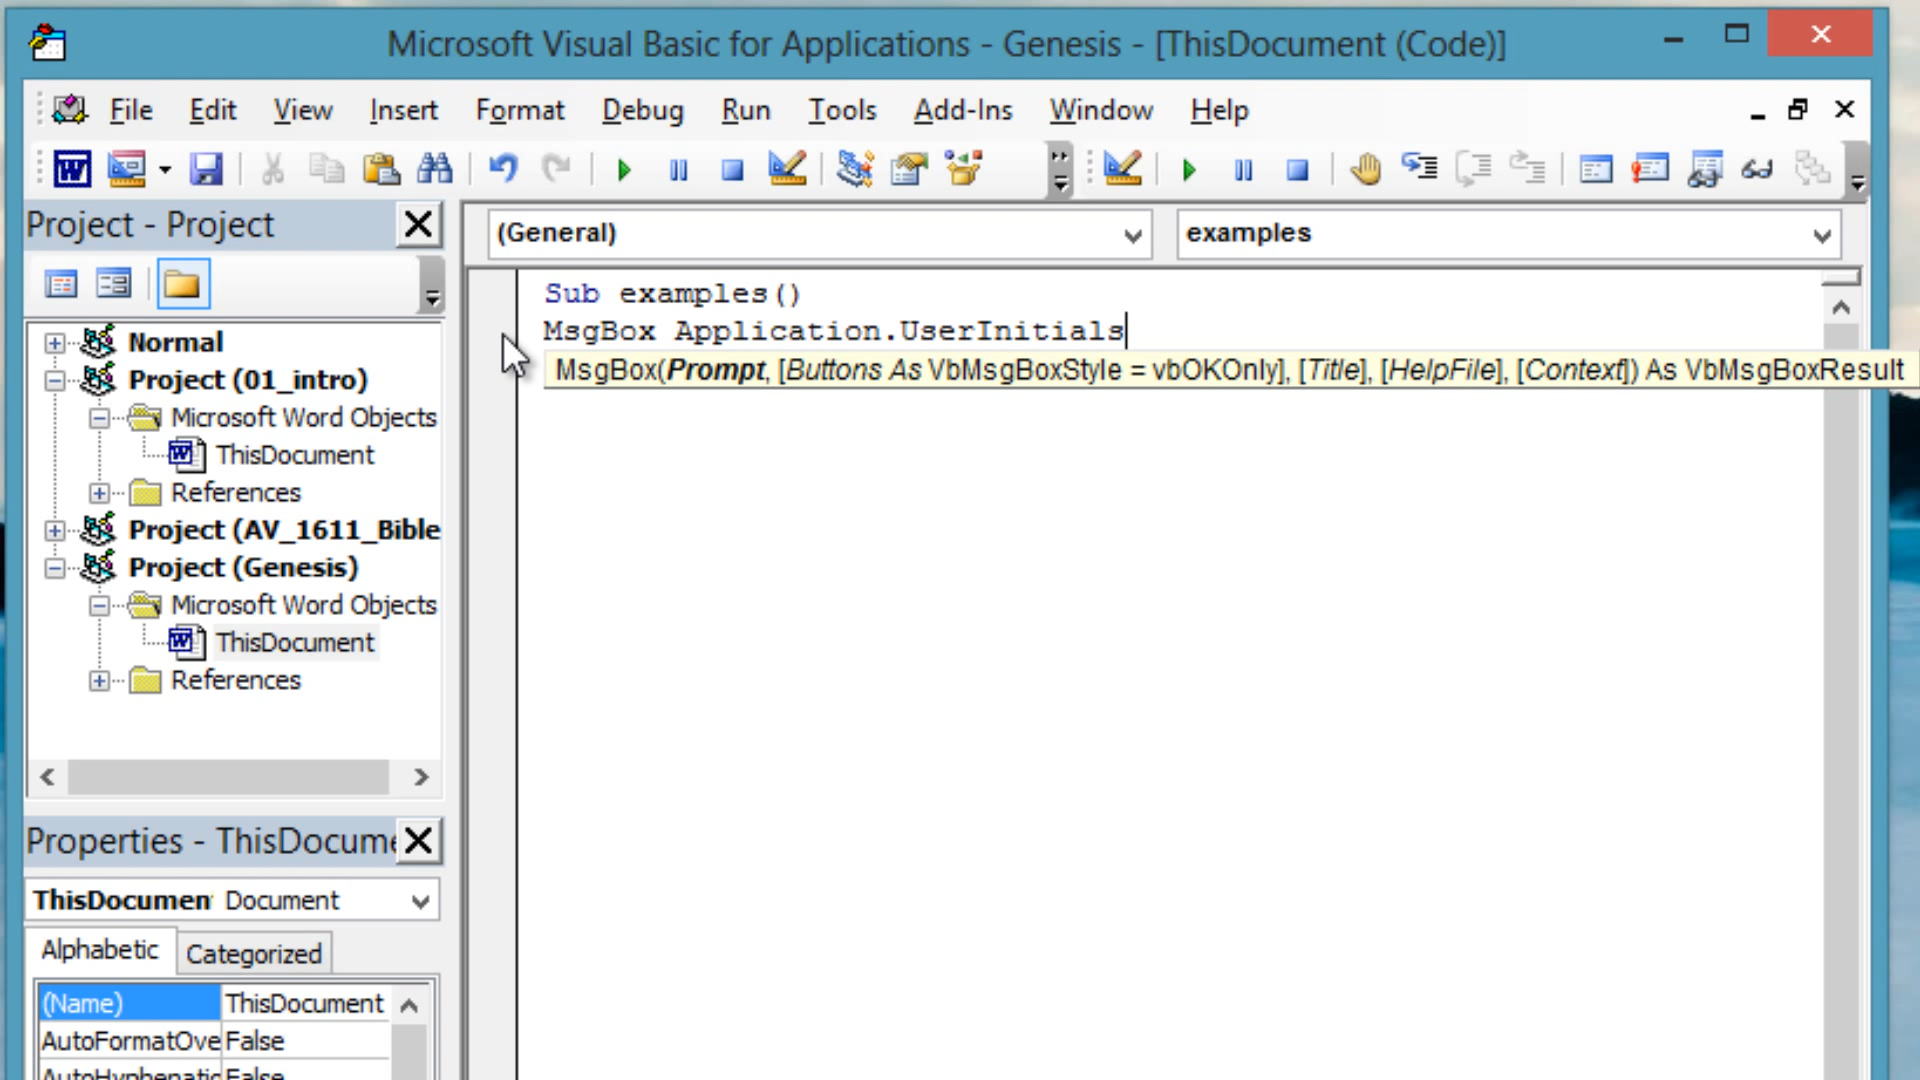 Microsoft Visual Basic for Applications - Genesis - [ThisDocument (Code)]
File Edit View Insert Format Debug Run Tools Add-Ins Window Help
Project - Project
(General)
examples
Normal
Project (01_intro)
Microsoft Word Objects
ThisDocument
References
Project (AV_1611_Bible
Project (Genesis)
Microsoft Word Objects
ThisDocument
References
Sub examples()
MsgBox Application.UserInitials
MsgBox(Prompt, [Buttons As VbMsgBoxStyle = vbOKOnly], [Title], [HelpFile], [Context]) As VbMsgBoxResult
Properties - ThisDocume
ThisDocumen Document
Alphabetic Categorized
(Name) ThisDocument
AutoFormatOve False
AutoHyphenatio False